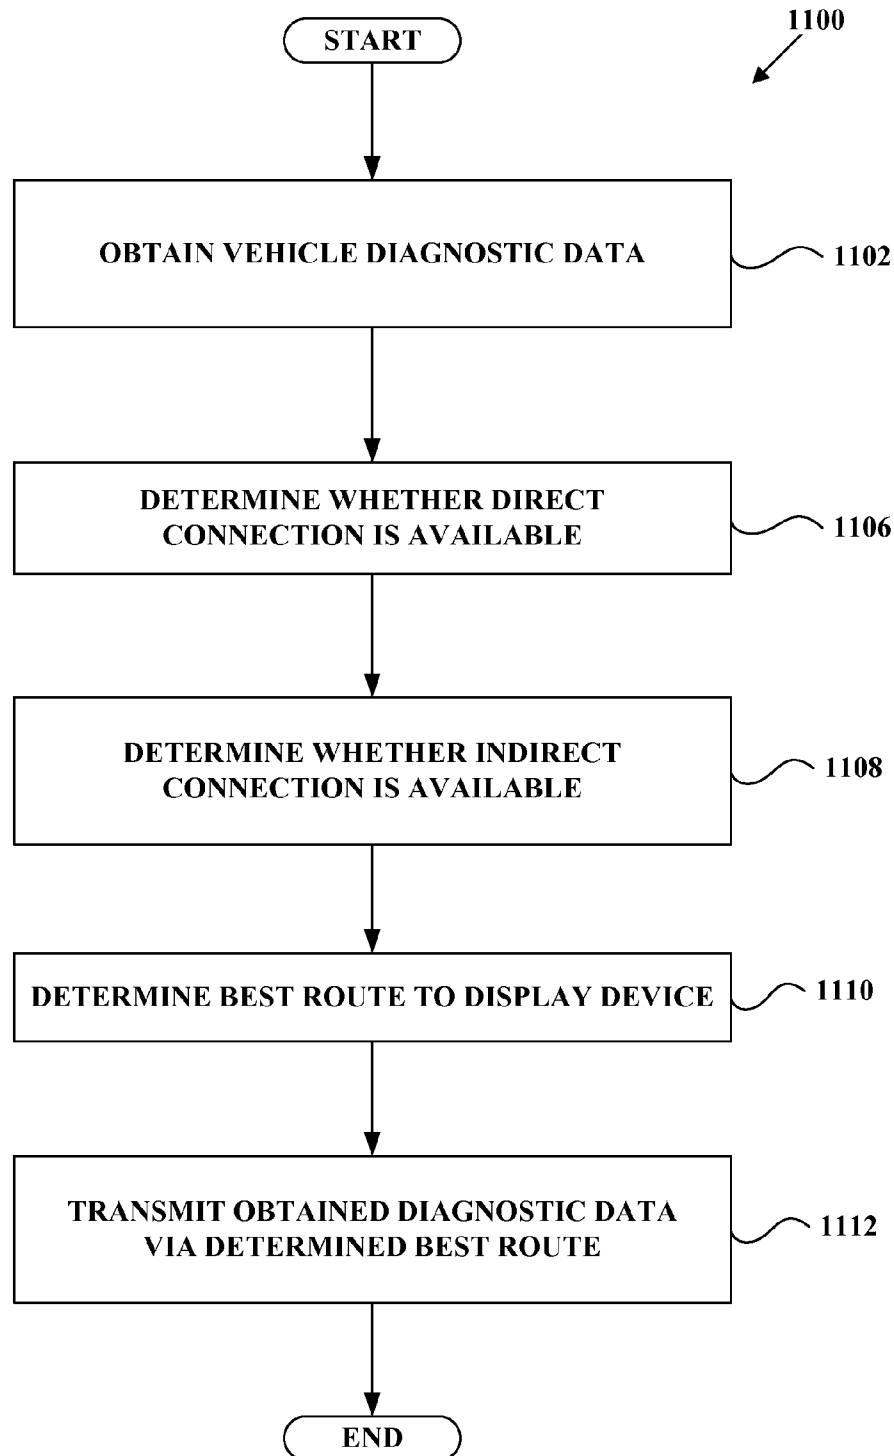 START
1100
OBTAIN VEHICLE DIAGNOSTIC DATA
1102
DETERMINE WHETHER DIRECT
CONNECTION IS AVAILABLE
1106
DETERMINE WHETHER INDIRECT
CONNECTION IS AVAILABLE
1108
DETERMINE BEST ROUTE TO DISPLAY DEVICE
1110
TRANSMIT OBTAINED DIAGNOSTIC DATA
VIA DETERMINED BEST ROUTE
1112
END